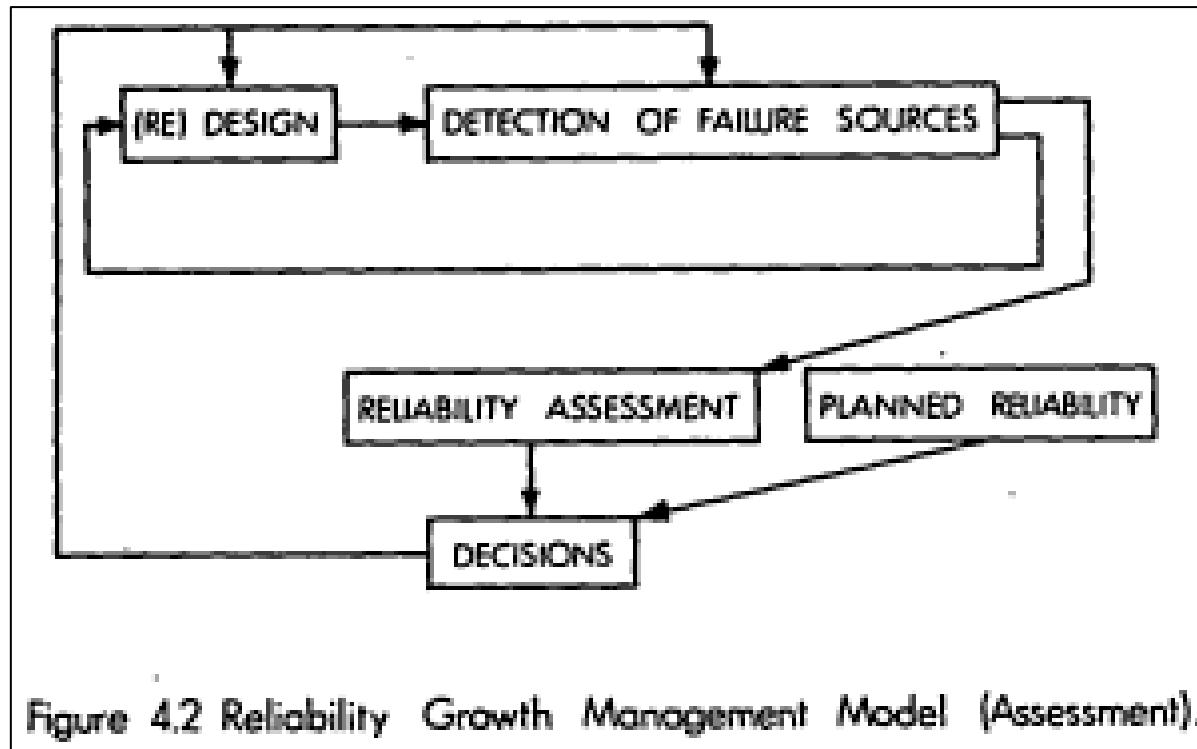 (RE) DESIGN
DETECTION OF FAILURE SOURCES
RELIABILITY ASSESSMENT
PLANNED RELIABILITY
DECISIONS
Figure 4.2 Reliability Growth Management Model (Assessment).